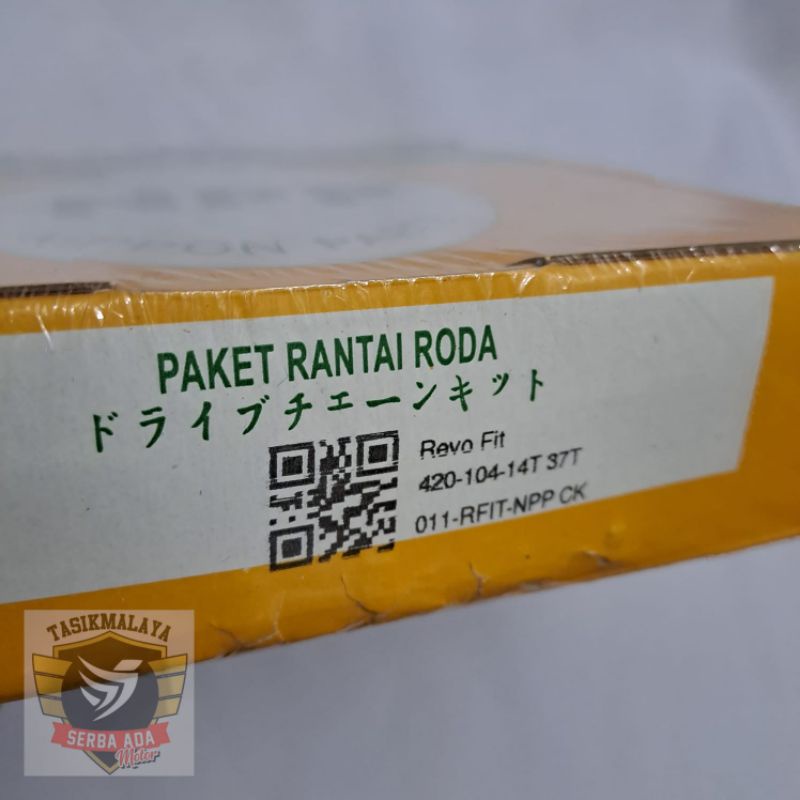 PAKET RANTAI RODA
ドライブチェーンキット
Revo Fit
420-104-14T 37T
011-RFIT-NPP CK
TASIKMALAYA
SERBA ADA
Motor